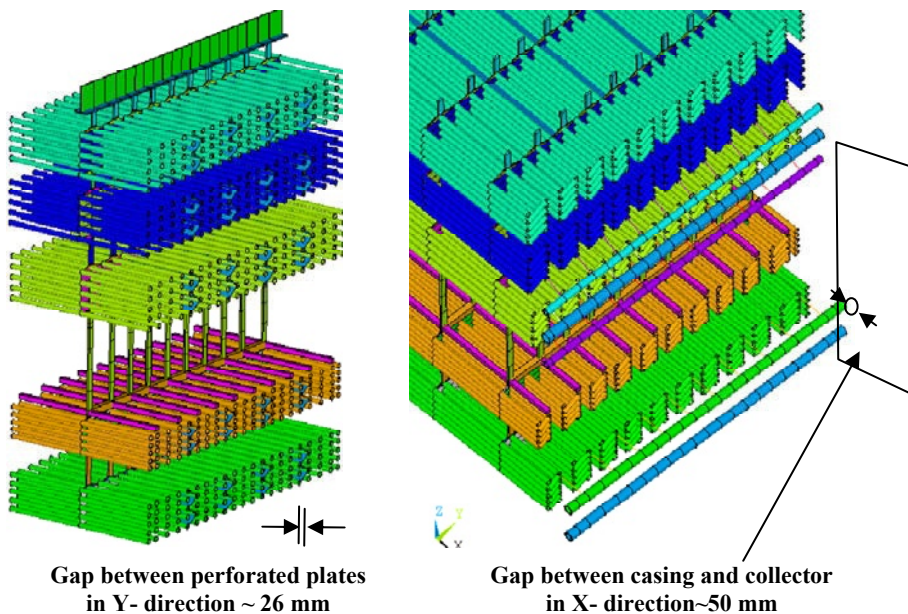 Z
Y
X
Gap between perforated plates
in Y- direction ~ 26 mm
Gap between casing and collector
in X- direction~50 mm